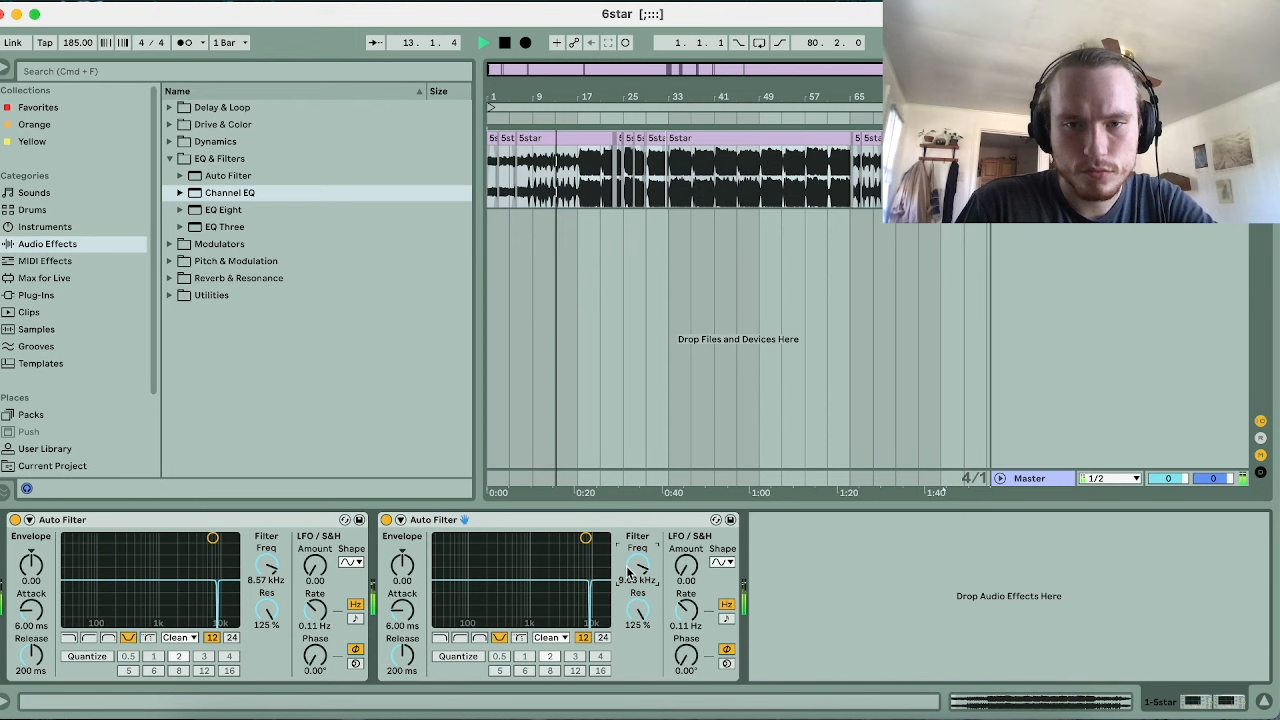 6star [;:::]
Link Tap 185.00 4 / 4 1 Bar 13. 1. 4 1. 1. 1 80. 2. 0
Search (Cmd + F)
Collections
Favorites
Orange
Yellow
Categories
Sounds
Drums
Instruments
Audio Effects
MIDI Effects
Max for Live
Plug-Ins
Clips
Samples
Grooves
Templates
Places
Packs
Push
User Library
Current Project
Name Size
Delay & Loop
Drive & Color
Dynamics
EQ & Filters
Auto Filter
Channel EQ
EQ Eight
EQ Three
Modulators
Pitch & Modulation
Reverb & Resonance
Utilities
1 9 17 25 33 41 49 57 65
5s 5st 5star 5 5s 5s 5sta 5star 5 5sta
Drop Files and Devices Here
4/1 Master 1/2 0 0
0:00 0:20 0:40 1:00 1:20 1:40
R
M
D
Auto Filter
Envelope Filter LFO / S&H
Freq Amount Shape
0.00 8.57 kHz 0.00
Attack Res Rate Hz
6.00 ms 125 % 0.11 Hz
100 1k 10k
Release Clean 12 24 Phase
200 ms Quantize 0.5 1 2 3 4 0.00°
5 6 8 12 16
Auto Filter
Envelope Filter LFO / S&H
Freq Amount Shape
0.00 0.00
Attack Res Rate Hz
6.00 ms 125 % 0.11 Hz
100 1k 10k
Release Clean 12 24 Phase
200 ms Quantize 0.5 1 2 3 4 0.00°
5 6 8 12 16
Drop Audio Effects Here
1-5star